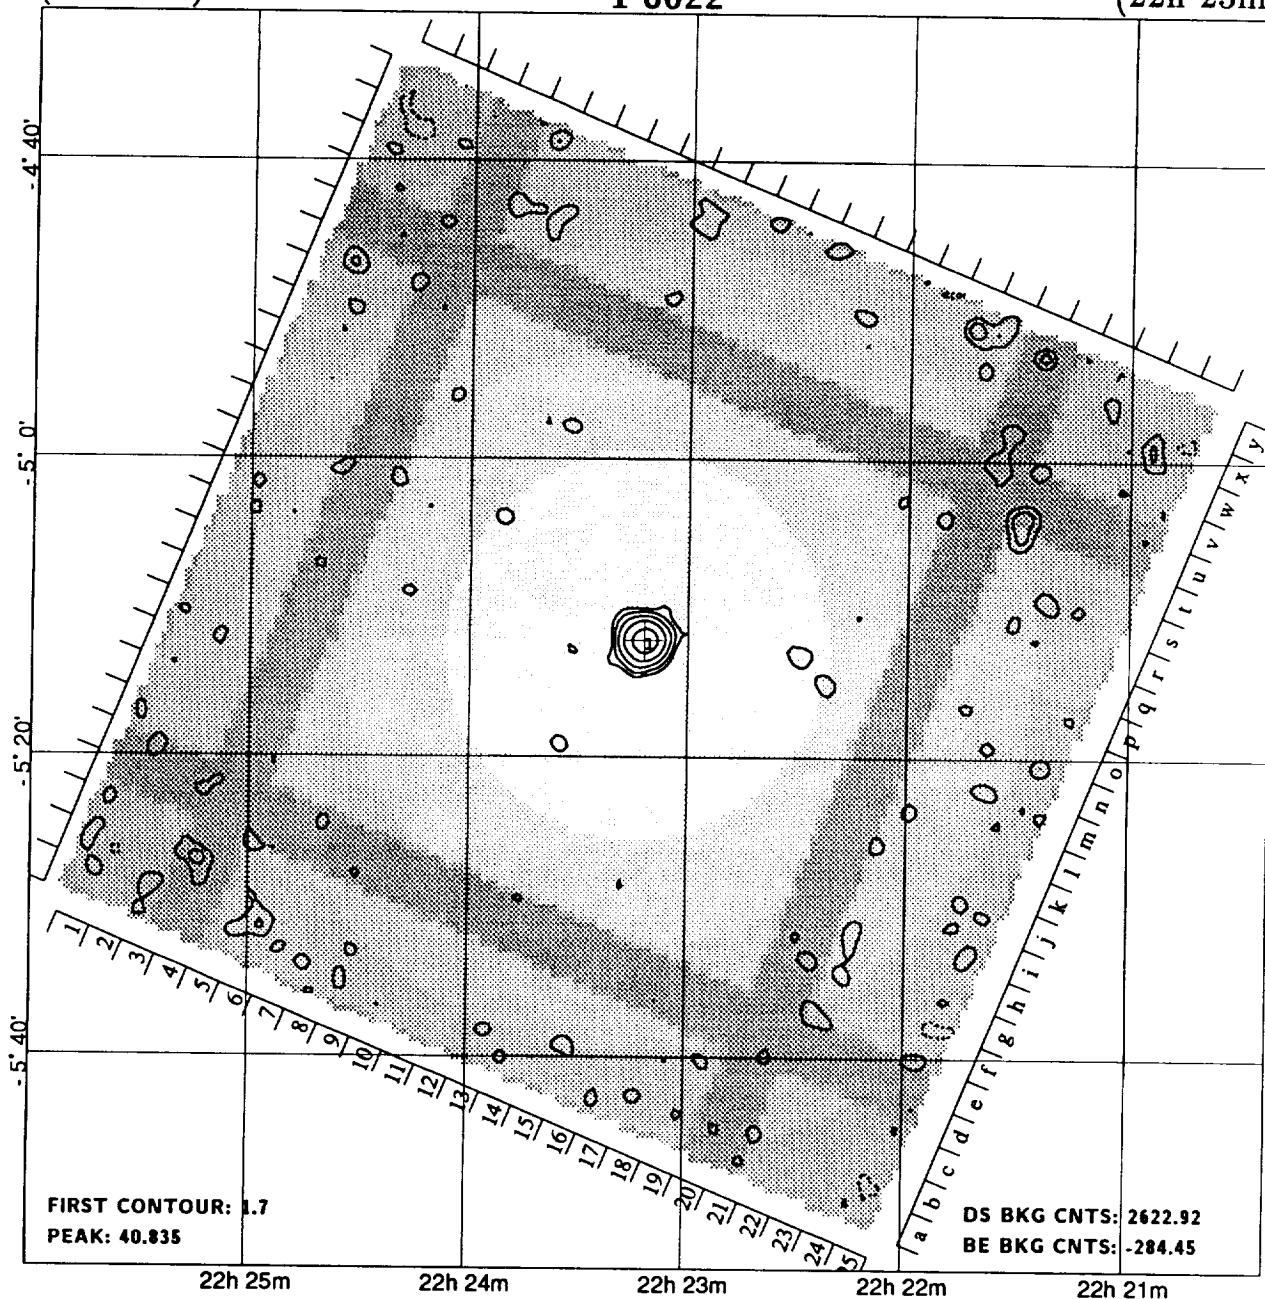 - 4° 40'
- 5° 0'
- 5° 20'
- 5° 40'
y
x
w
v
u
t
s
r
q
p
o
n
m
l
k
j
i
h
g
f
e
d
c
b
a
1
2
3
4
5
6
7
8
9
10
11
12
13
14
15
16
17
18
19
20
21
22
23
24
FIRST CONTOUR: 1.7
PEAK: 40.835
DS BKG CNTS: 2622.92
BE BKG CNTS: -284.45
22h 25m
22h 24m
22h 23m
22h 22m
22h 21m